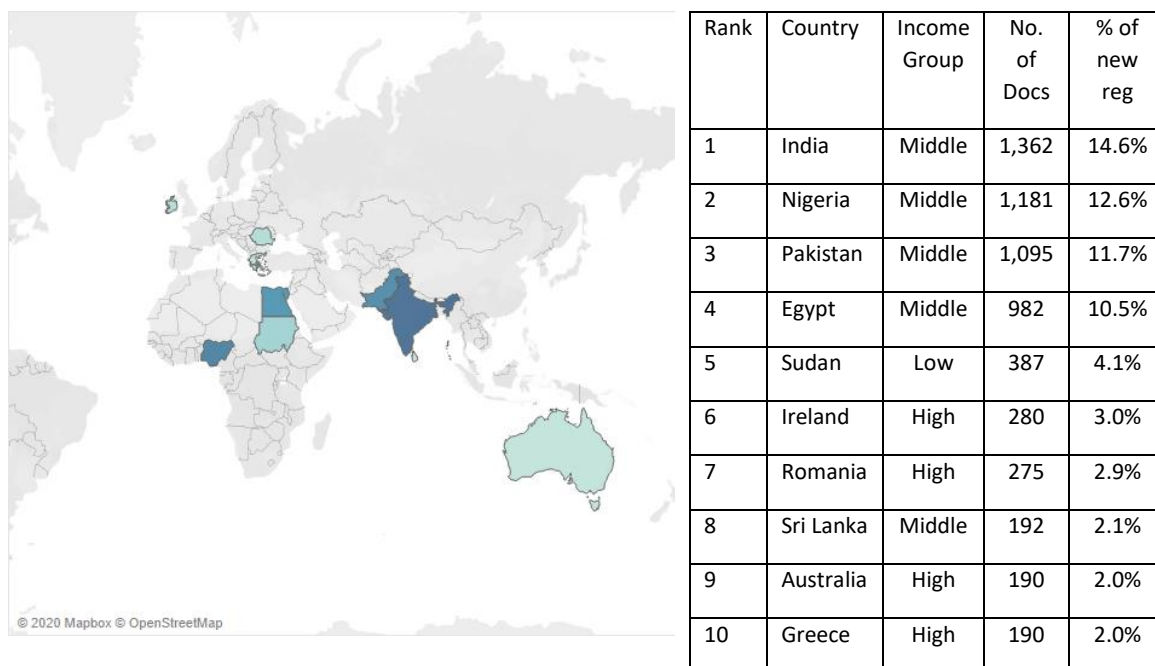 Rank Country Income Group No. of Docs % of new reg
1 India Middle 1,362 14.6%
2 Nigeria Middle 1,181 12.6%
3 Pakistan Middle 1,095 11.7%
4 Egypt Middle 982 10.5%
5 Sudan Low 387 4.1%
6 Ireland High 280 3.0%
7 Romania High 275 2.9%
8 Sri Lanka Middle 192 2.1%
9 Australia High 190 2.0%
10 Greece High 190 2.0%
© 2020 Mapbox © OpenStreetMap